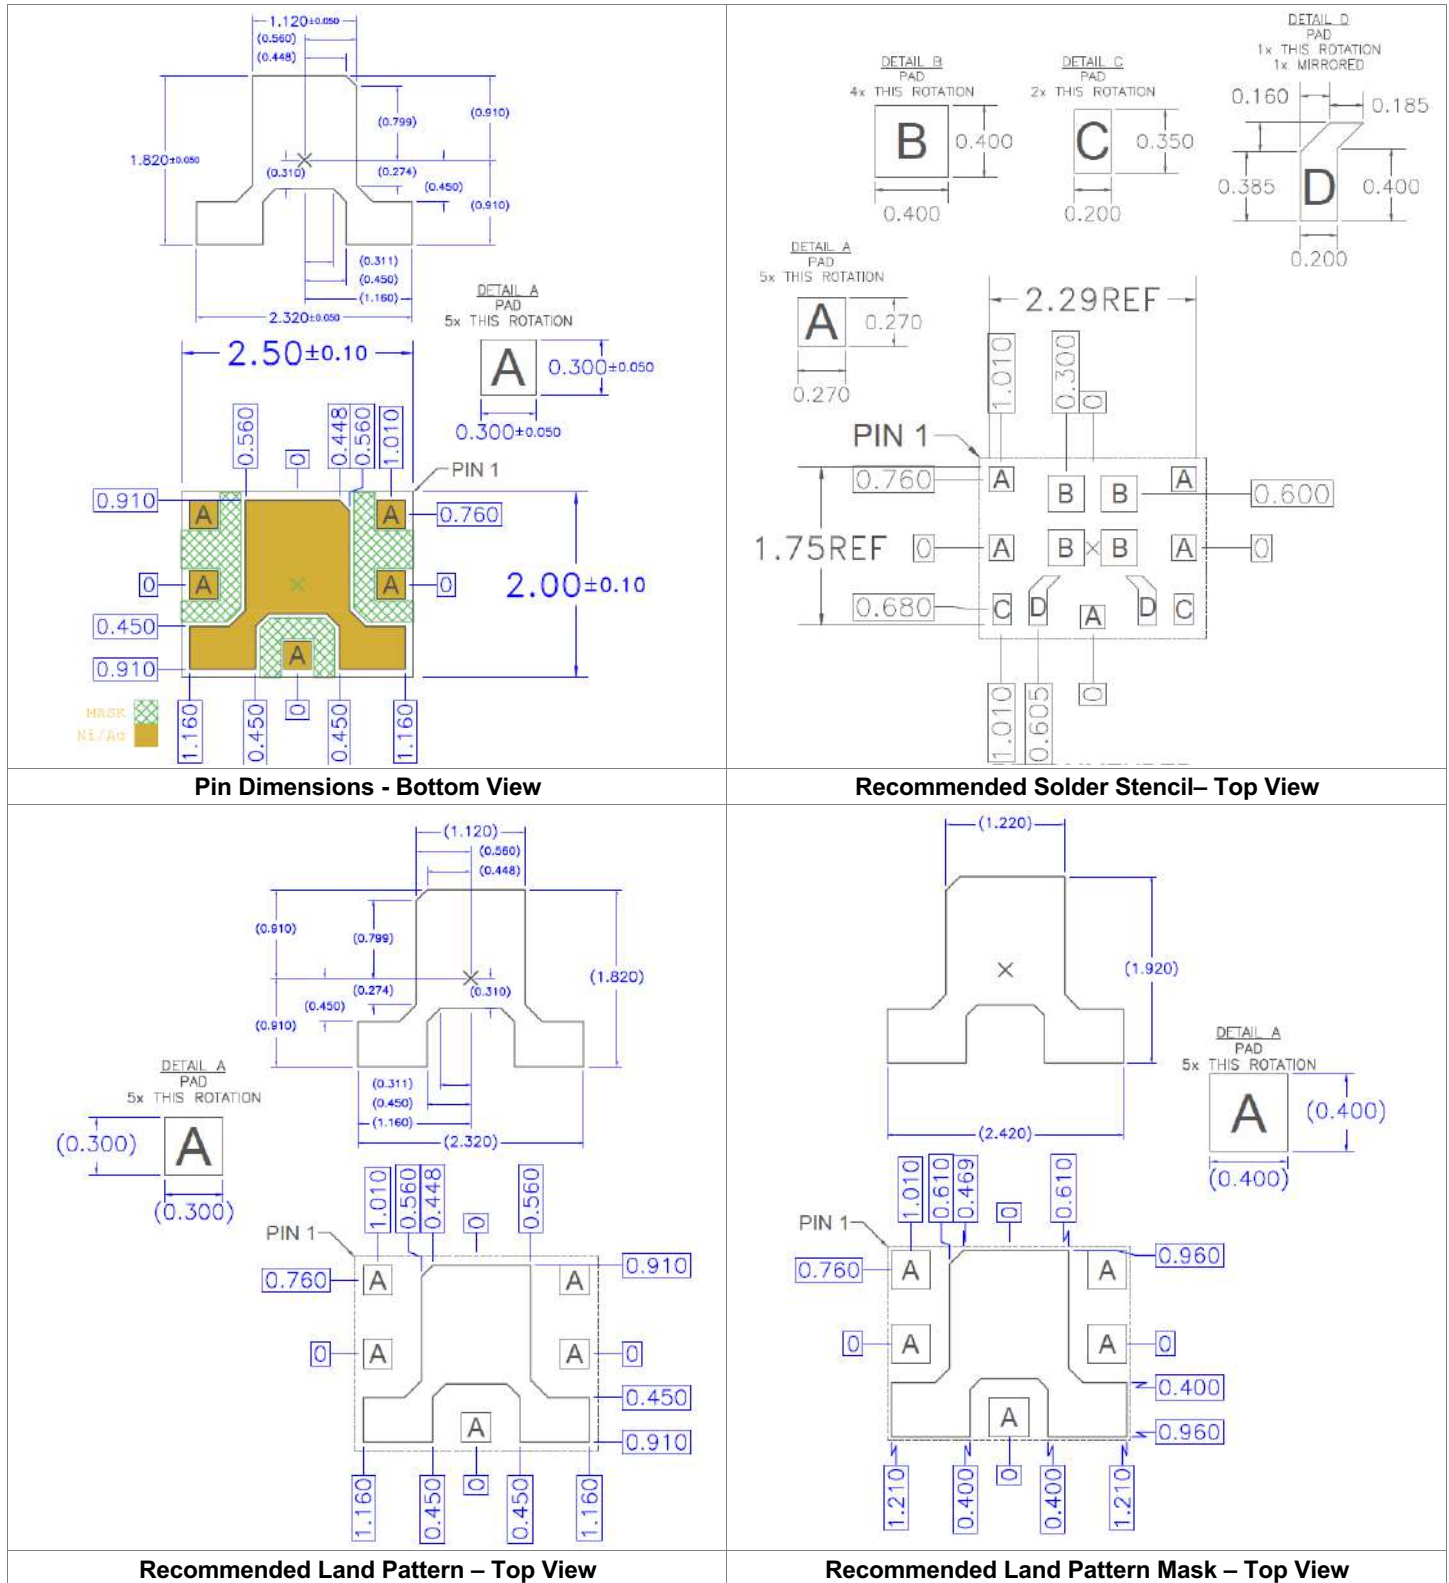 1.120±0.050
(0.560)
(0.448)
(0.799)
(0.910)
1.820±0.050
(0.310)
(0.274)
(0.450)
(0.910)
(0.311)
(0.450)
(1.160)
2.320±0.050
DETAIL A
PAD
5x THIS ROTATION
A
0.300±0.050
0.300±0.050
2.50±0.10
0.560
0
0.448
0.560
1.010
PIN 1
0.910
A
A
0.760
0
A
A
0
2.00±0.10
0.450
A
0.910
MASK
Ni/Au
1.160
0.450
0
0.450
1.160
Pin Dimensions - Bottom View
DETAIL B
PAD
4x THIS ROTATION
B
0.400
0.400
DETAIL C
PAD
2x THIS ROTATION
C
0.350
0.200
DETAIL D
PAD
1x THIS ROTATION
1x MIRRORED
0.160
0.185
0.385
D
0.400
0.200
DETAIL A
PAD
5x THIS ROTATION
A
0.270
0.270
2.29REF
1.010
0.300
0
PIN 1
0.760
A
B
B
A
0.600
1.75REF
0
A
B
B
A
0
0.680
C
D
A
D
C
0
1.010
0.605
Recommended Solder Stencil– Top View
(1.120)
(0.560)
(0.448)
(0.910)
(0.799)
(1.820)
(0.274)
(0.310)
(0.450)
(0.910)
(0.311)
(0.450)
(1.160)
(2.320)
DETAIL A
PAD
5x THIS ROTATION
A
(0.300)
(0.300)
1.010
0.560
0.448
0
0.560
PIN 1
0.760
A
A
0.910
0
A
A
0
0.450
A
0.910
1.160
0.450
0
0.450
1.160
Recommended Land Pattern – Top View
(1.220)
(1.920)
(2.420)
DETAIL A
PAD
5x THIS ROTATION
A
(0.400)
(0.400)
1.010
0.610
0.469
0
0.610
PIN 1
0.760
A
A
0.960
0
A
A
0
0.400
A
0.960
1.210
0.400
0
0.400
1.210
Recommended Land Pattern Mask – Top View